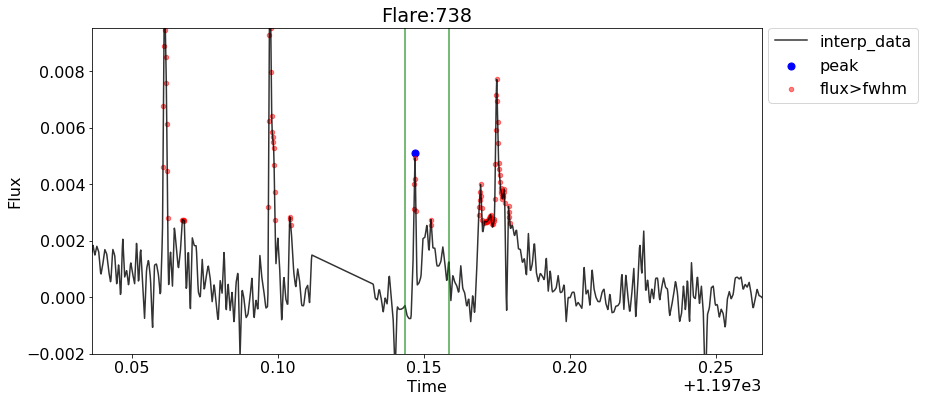 Flare:738
interp_data
peak
flux>fwhm
Flux
0.008
0.006
0.004
0.002
0.000
−0.002
0.05 0.10 0.15 0.20 0.25
Time
+1.197e3